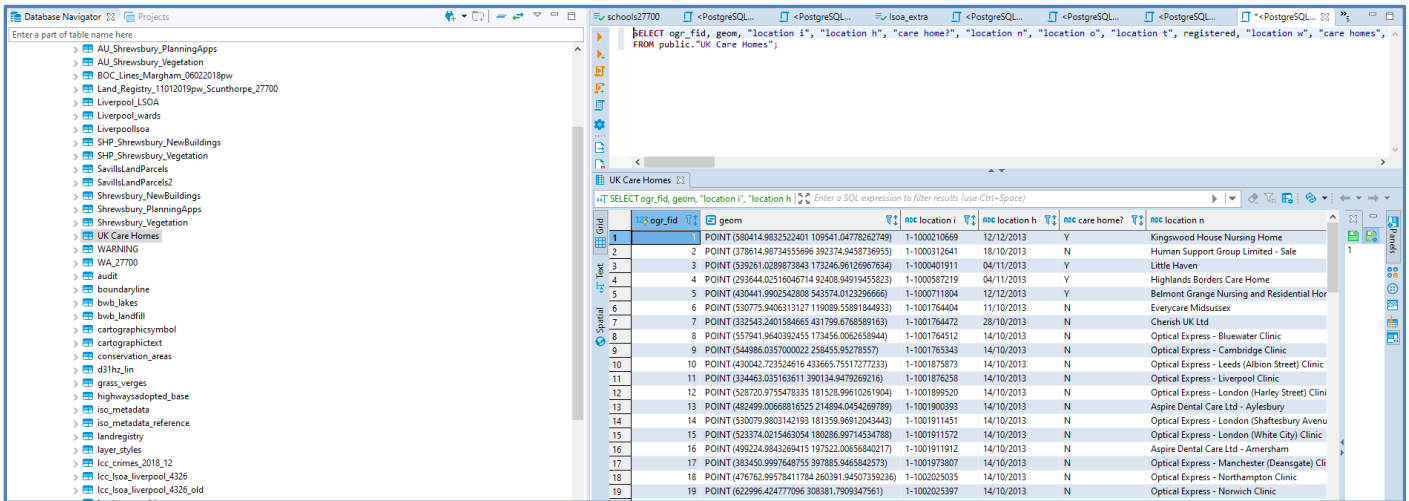 Database Navigator Projects
Enter a part of table name here
AU_Shrewsbury_PlanningApps
AU_Shrewsbury_Vegetation
BOC_Lines_Margham_06022018pw
Land_Registry_11012019pw_Scunthorpe_27700
Liverpool_LSOA
Liverpool_wards
Liverpoollsoa
SHP_Shrewsbury_NewBuildings
SHP_Shrewsbury_Vegetation
SavillsLandParcels
SavillsLandParcels2
Shrewsbury_NewBuildings
Shrewsbury_PlanningApps
Shrewsbury_Vegetation
UK Care Homes
WARNING
WA_27700
audit
boundaryline
bwb_lakes
bwb_landfill
cartographicsymbol
cartographictext
conservation_areas
d31hz_lin
grass_verges
highwaysadopted_base
iso_metadata
iso_metadata_reference
landregistry
layer_styles
lcc_crimes_2018_12
lcc_lsoa_liverpool_4326
lcc_lsoa_liverpool_4326_old
schools27700 <PostgreSQL... <PostgreSQL... lsoa_extra <PostgreSQL... <PostgreSQL... <PostgreSQL... *<PostgreSQL... »5
SELECT ogr_fid, geom, "location i", "location h", "care home?", "location n", "location o", "location t", registered, "location w", "care homes",
FROM public."UK Care Homes";
UK Care Homes
SELECT ogr_fid, geom, "location i", "location h Enter a SQL expression to filter results (use Ctrl+Space)
Grid
Text
Spatial
Panels
123 ogr_fid geom ABC location i ABC location h ABC care home? ABC location n
1 1 POINT (580414.9832522401 109541.04778262749) 1-1000210669 12/12/2013 Y Kingswood House Nursing Home
2 2 POINT (378614.98734555696 392374.9458736955) 1-1000312641 18/10/2013 N Human Support Group Limited - Sale
3 3 POINT (539261.0289873843 173246.96126967634) 1-1000401911 04/11/2013 Y Little Haven
4 4 POINT (293644.02516046714 92408.94919455823) 1-1000587219 04/11/2013 Y Highlands Borders Care Home
5 5 POINT (430441.9902542808 543574.0123296666) 1-1000711804 12/12/2013 Y Belmont Grange Nursing and Residential Hor
6 6 POINT (530775.9406313127 119089.55891844933) 1-1001764404 11/10/2013 N Everycare Midsussex
7 7 POINT (332543.2401584665 431799.6768589163) 1-1001764472 28/10/2013 N Cherish UK Ltd
8 8 POINT (557941.9640392455 173456.0062658944) 1-1001764512 14/10/2013 N Optical Express - Bluewater Clinic
9 9 POINT (544986.0357000022 258455.95278557) 1-1001765343 14/10/2013 N Optical Express - Cambridge Clinic
10 10 POINT (430042.723524616 433665.75517277233) 1-1001875873 14/10/2013 N Optical Express - Leeds (Albion Street) Clinic
11 11 POINT (334463.035163611 390134.9479269216) 1-1001876258 14/10/2013 N Optical Express - Liverpool Clinic
12 12 POINT (528720.9755478335 181528.99610261904) 1-1001899520 14/10/2013 N Optical Express - London (Harley Street) Clini
13 13 POINT (482499.00668816525 214894.0454269789) 1-1001900393 14/10/2013 N Aspire Dental Care Ltd - Aylesbury
14 14 POINT (530079.9803142193 181359.96912043443) 1-1001911451 14/10/2013 N Optical Express - London (Shaftesbury Avenu
15 15 POINT (523374.0215463054 180286.99714534788) 1-1001911572 14/10/2013 N Optical Express - London (White City) Clinic
16 16 POINT (499224.9843269415 197522.00656840217) 1-1001911912 14/10/2013 N Aspire Dental Care Ltd - Amersham
17 17 POINT (383450.9997648755 397885.9465842573) 1-1001973807 14/10/2013 N Optical Express - Manchester (Deansgate) Cli
18 18 POINT (476762.99578411784 260391.94507359236) 1-1002025035 14/10/2013 N Optical Express - Northampton Clinic
19 19 POINT (622996.424777096 308381.7909347561) 1-1002025397 14/10/2013 N Optical Express - Norwich Clinic
1